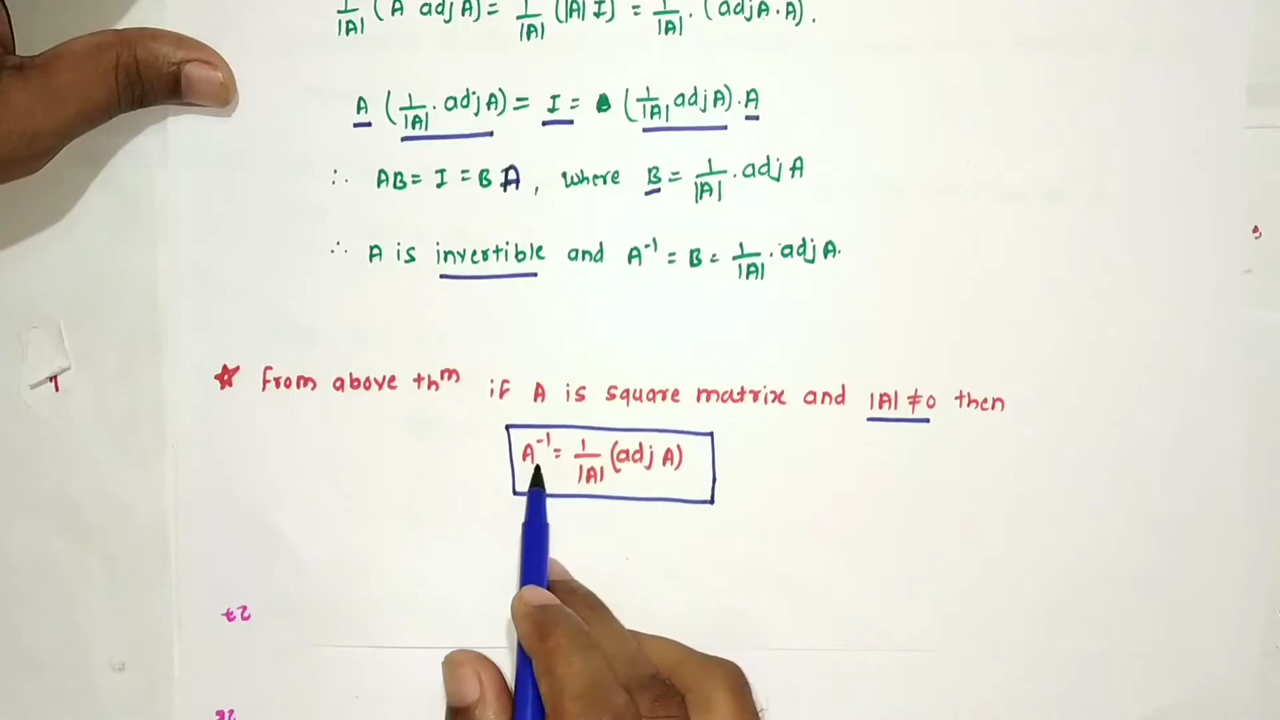 1/|A| (A adj A) = 1/|A| (|A| I) = 1/|A| . (adj A . A).
A (1/|A| . adj A) = I = (1/|A| adj A) . A
∴ AB = I = B A , where B = 1/|A| . adj A
∴ A is invertible and A⁻¹ = B = 1/|A| . adj A.
☆ From above thᵐ if A is square matrix and |A| ≠ 0 then
A⁻¹ = 1/|A| (adj A)
27